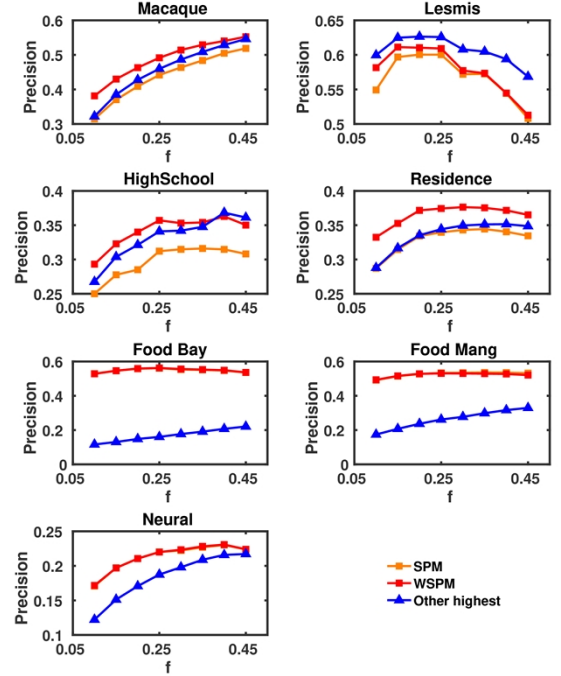 Macaque
Precision
0.6
0.5
0.4
0.3
0.05
0.25
0.45
f
Lesmis
Precision
0.65
0.6
0.55
0.5
0.05
0.25
0.45
f
HighSchool
Precision
0.4
0.35
0.3
0.25
0.05
0.25
0.45
f
Residence
Precision
0.4
0.35
0.3
0.25
0.05
0.25
0.45
f
Food Bay
Precision
0.6
0.4
0.2
0
0.05
0.25
0.45
f
Food Mang
Precision
0.6
0.4
0.2
0
0.05
0.25
0.45
f
Neural
Precision
0.25
0.2
0.15
0.1
0.05
0.25
0.45
f
SPM
WSPM
Other highest